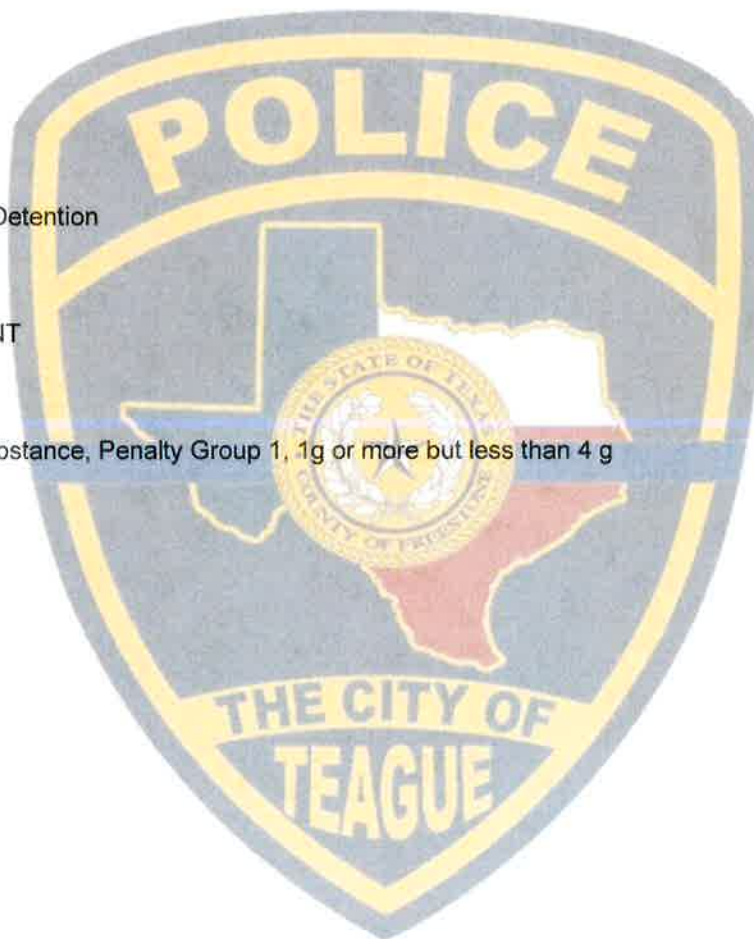 POLICE
Detention
NT
bstance, Penalty Group 1, 1g or more but less than 4 g
THE STATE OF TEXAS
COUNTY OF FREESTONE
THE CITY OF
TEAGUE